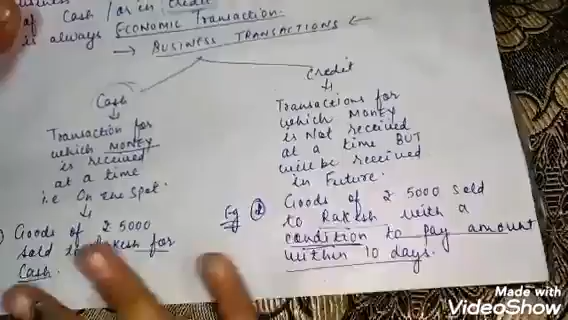 of Cash / or in Credit
is always ECONOMIC Transaction.
→ BUSINESS TRANSACTIONS ←
Cash
Transaction for
which MONEY
is received
at a time
i.e On the Spot.
Goods of ₹ 5000
sold to Rakesh for
Cash.
Credit
Transactions for
which MONEY
is Not received
at a time BUT
will be received
in Future.
Eg ② Goods of ₹ 5000 sold
to Rakesh with a
condition to pay amount
within 10 days.
Made with
VideoShow